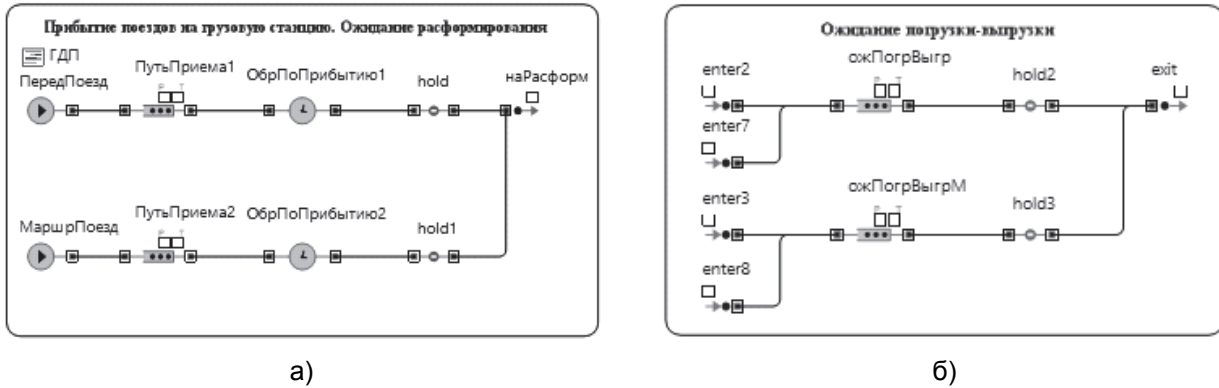 Прибытие поездов на грузовую станцию. Ожидание расформирования
ГДП
ПередПоезд
ПутьПриема1
ОбрПоПрибытию1
hold
наРасформ
МаршрПоезд
ПутьПриема2
ОбрПоПрибытию2
hold1
а)
Ожидание погрузки-выгрузки
enter2
ожПогрВыгр
hold2
exit
enter7
enter3
ожПогрВыгрМ
hold3
enter8
б)